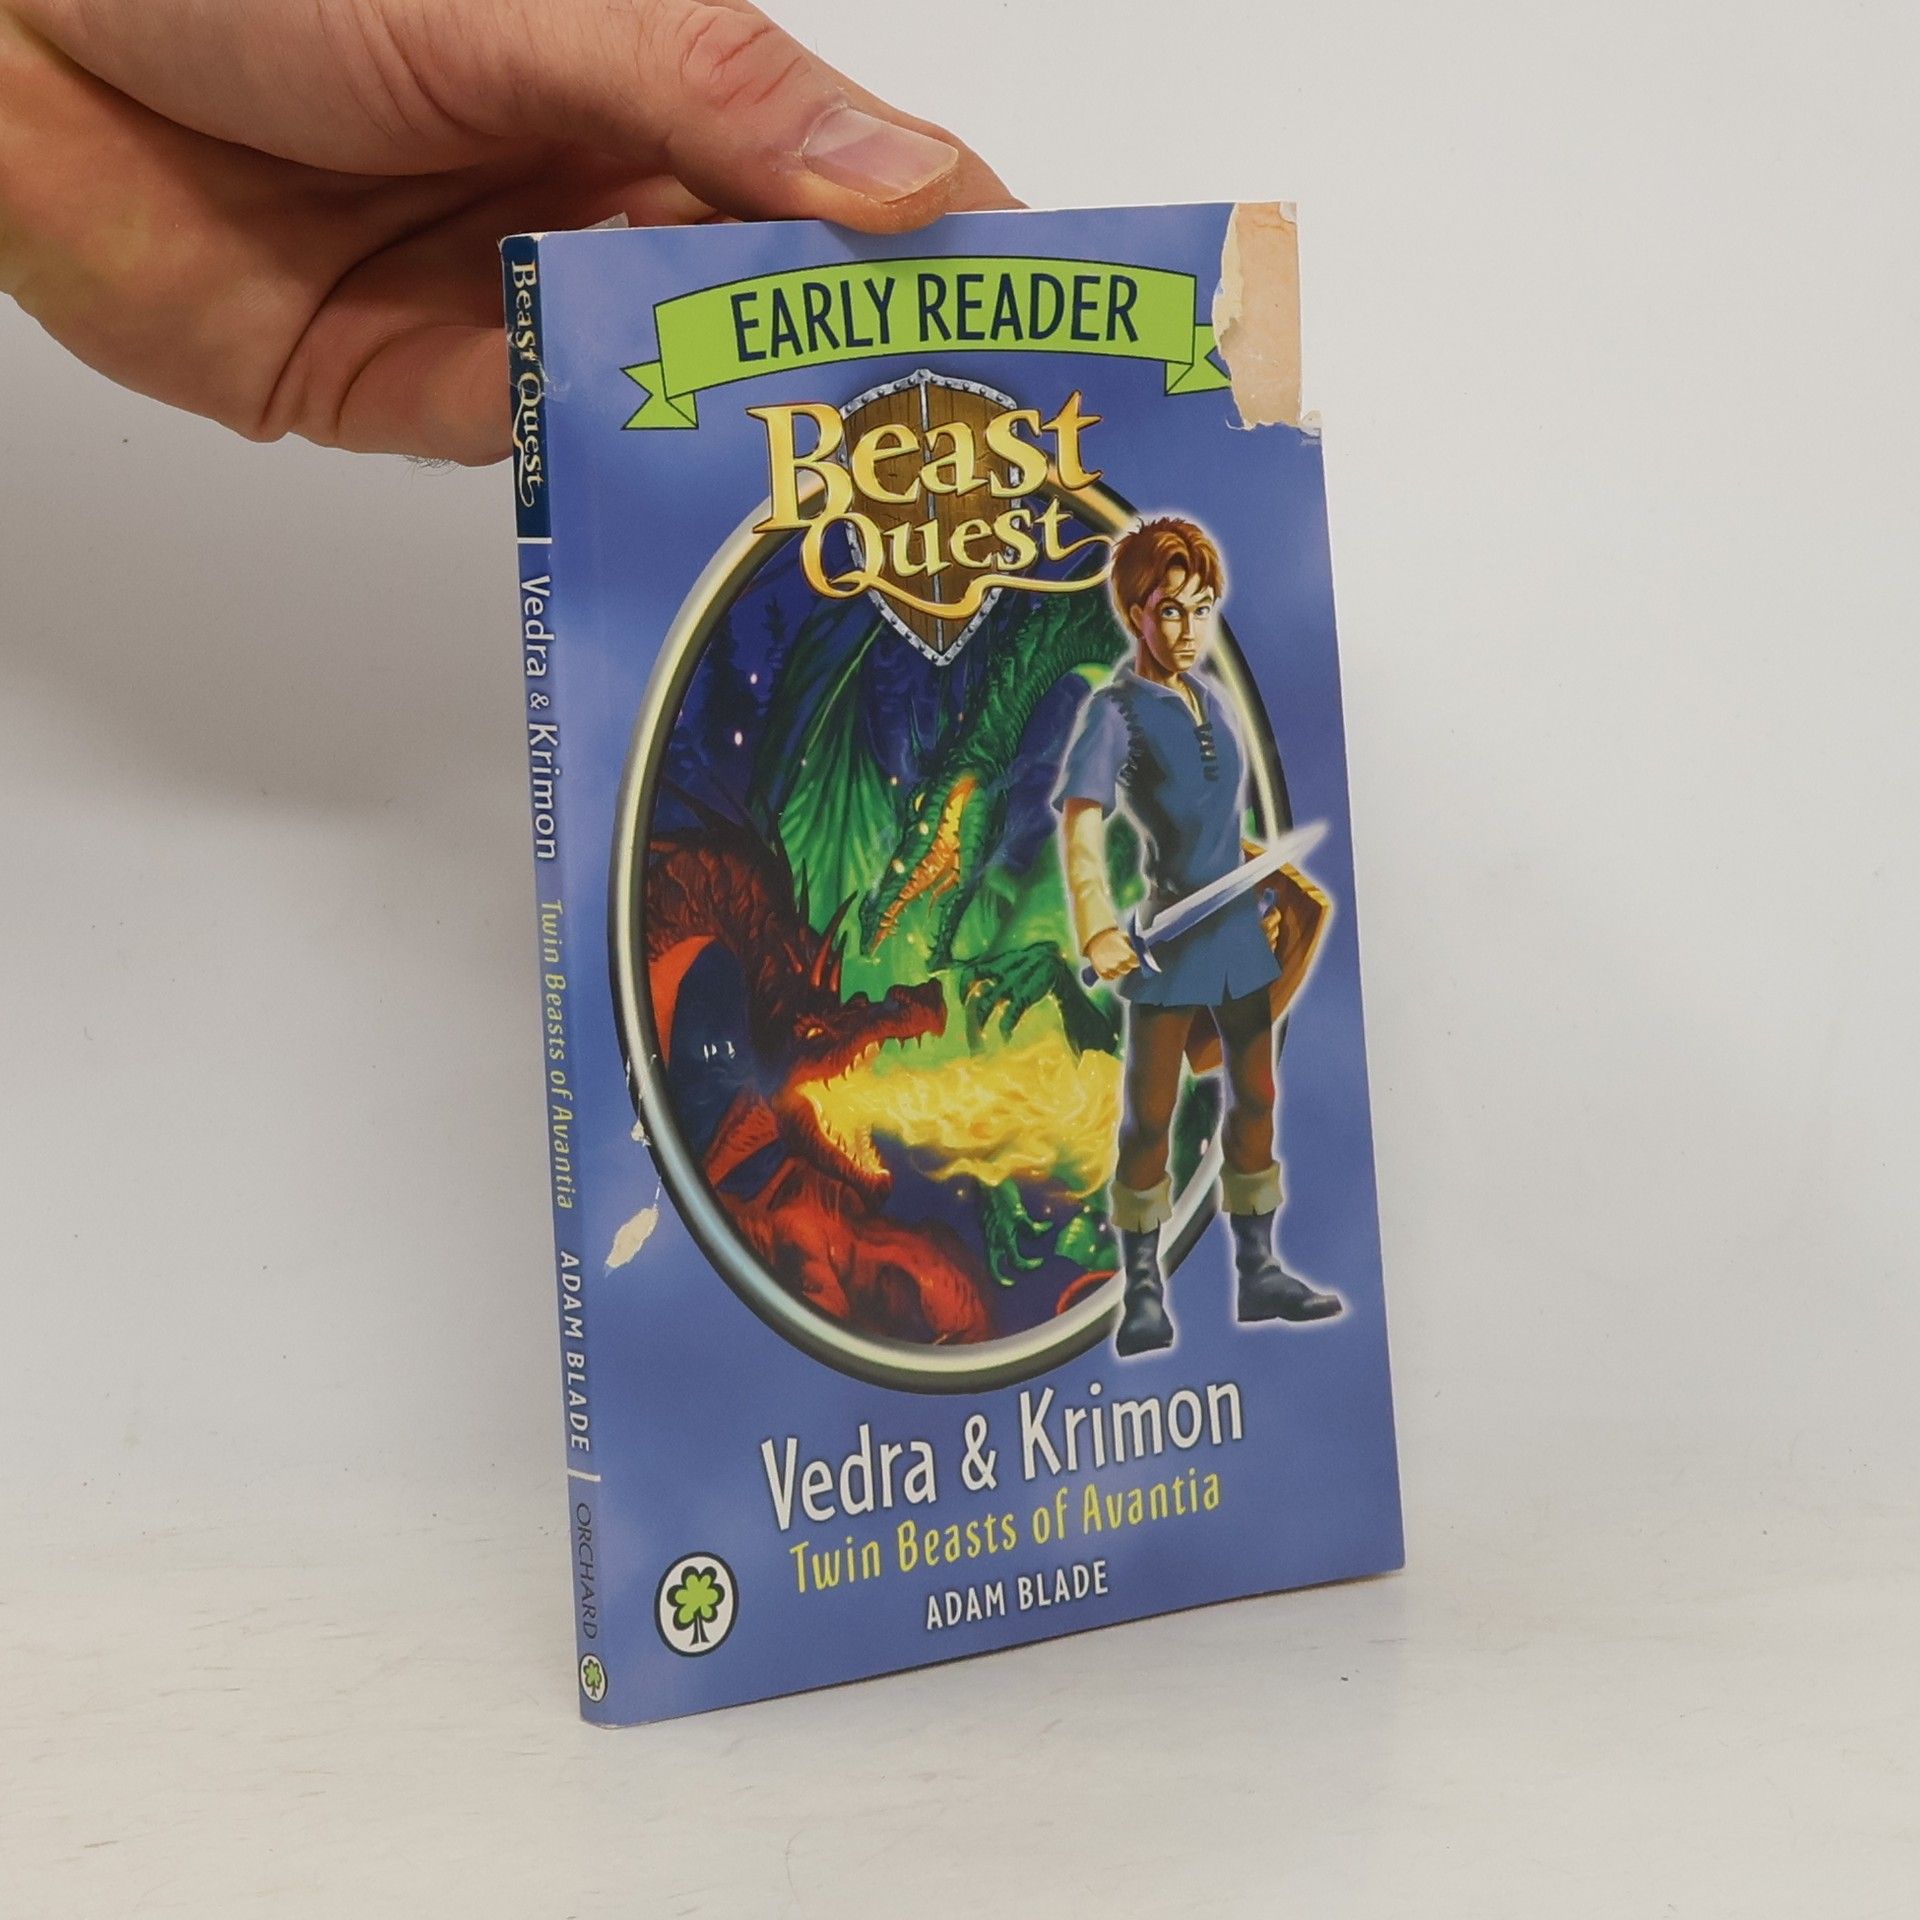 EARLY READER
Beast
Quest
Vedra & Krimon
Twin Beasts of Avantia
ADAM BLADE
Beast Quest Vedra & Krimon Twin Beasts of Avantia ADAM BLADE ORCHARD